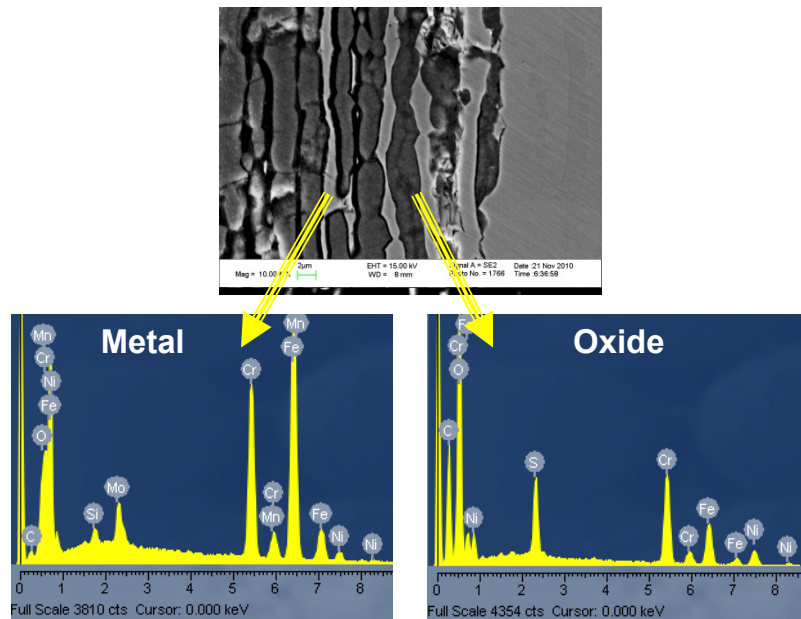 2µm
Mag = 10.00
EHT = 15.00 kV
WD = 8 mm
Signal A = SE2
Photo No. = 1766
Date :21 Nov 2010
Time :6:36:58
Metal
Mn
Cr
Ni
Fe
O
C
Si
Mo
Cr
Cr
Mn
Mn
Fe
Fe
Ni
Ni
0 1 2 3 4 5 6 7 8
Full Scale 3810 cts Cursor: 0.000 keV
Oxide
Cr
O
C
Ni
S
Cr
Cr
Fe
Fe
Ni
Ni
0 1 2 3 4 5 6 7 8
Full Scale 4354 cts Cursor: 0.000 keV